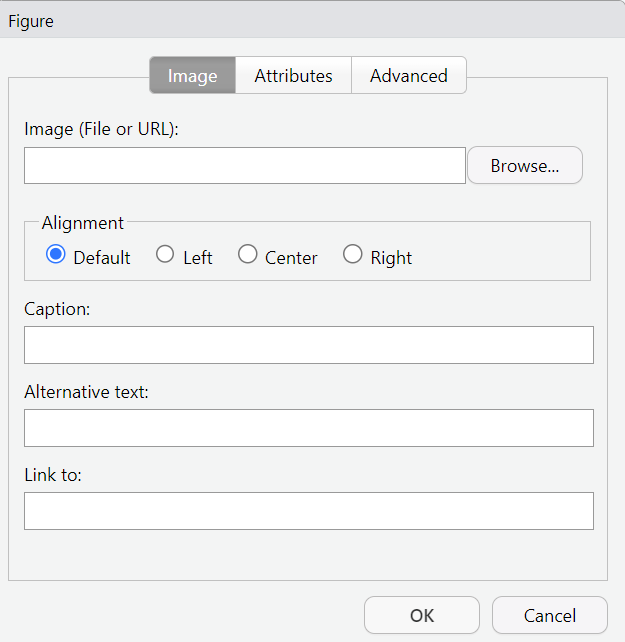 Figure
Image Attributes Advanced
Image (File or URL):
Browse...
Alignment
Default Left Center Right
Caption:
Alternative text:
Link to:
OK Cancel